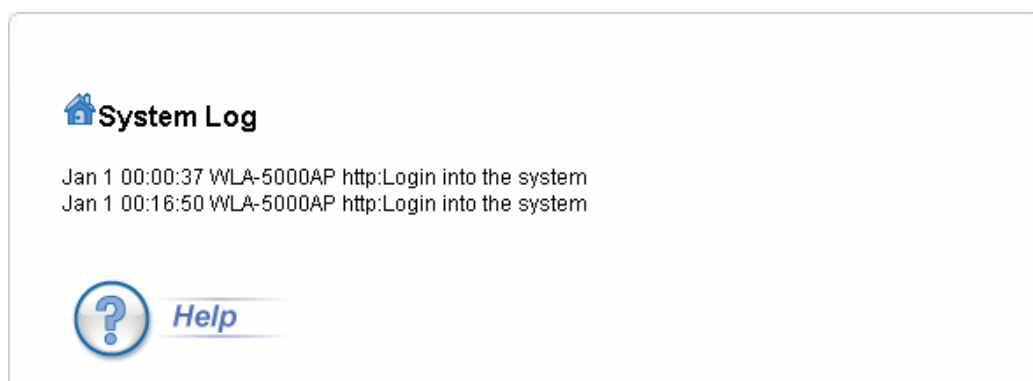 System Log
Jan 1 00:00:37 WLA-5000AP http:Login into the system
Jan 1 00:16:50 WLA-5000AP http:Login into the system
? Help